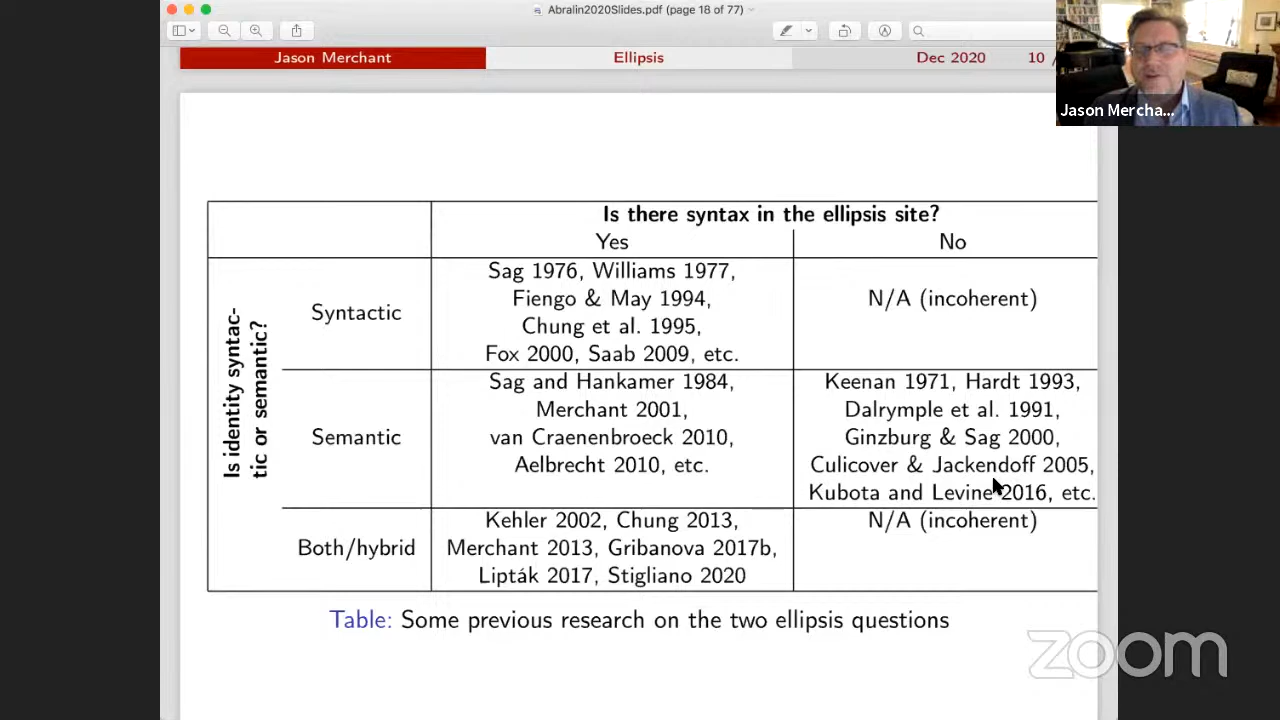 Abralin2020Slides.pdf (page 18 of 77)
Jason Merchant Ellipsis Dec 2020 10 /
Jason Mercha...
Is there syntax in the ellipsis site?
Yes No
Is identity syntac-
tic or semantic?
Syntactic
Sag 1976, Williams 1977,
Fiengo & May 1994,
Chung et al. 1995,
Fox 2000, Saab 2009, etc.
N/A (incoherent)
Semantic
Sag and Hankamer 1984,
Merchant 2001,
van Craenenbroeck 2010,
Aelbrecht 2010, etc.
Keenan 1971, Hardt 1993,
Dalrymple et al. 1991,
Ginzburg & Sag 2000,
Culicover & Jackendoff 2005,
Kubota and Levine 2016, etc.
Both/hybrid
Kehler 2002, Chung 2013,
Merchant 2013, Gribanova 2017b,
Lipták 2017, Stigliano 2020
N/A (incoherent)
Table: Some previous research on the two ellipsis questions
zoom